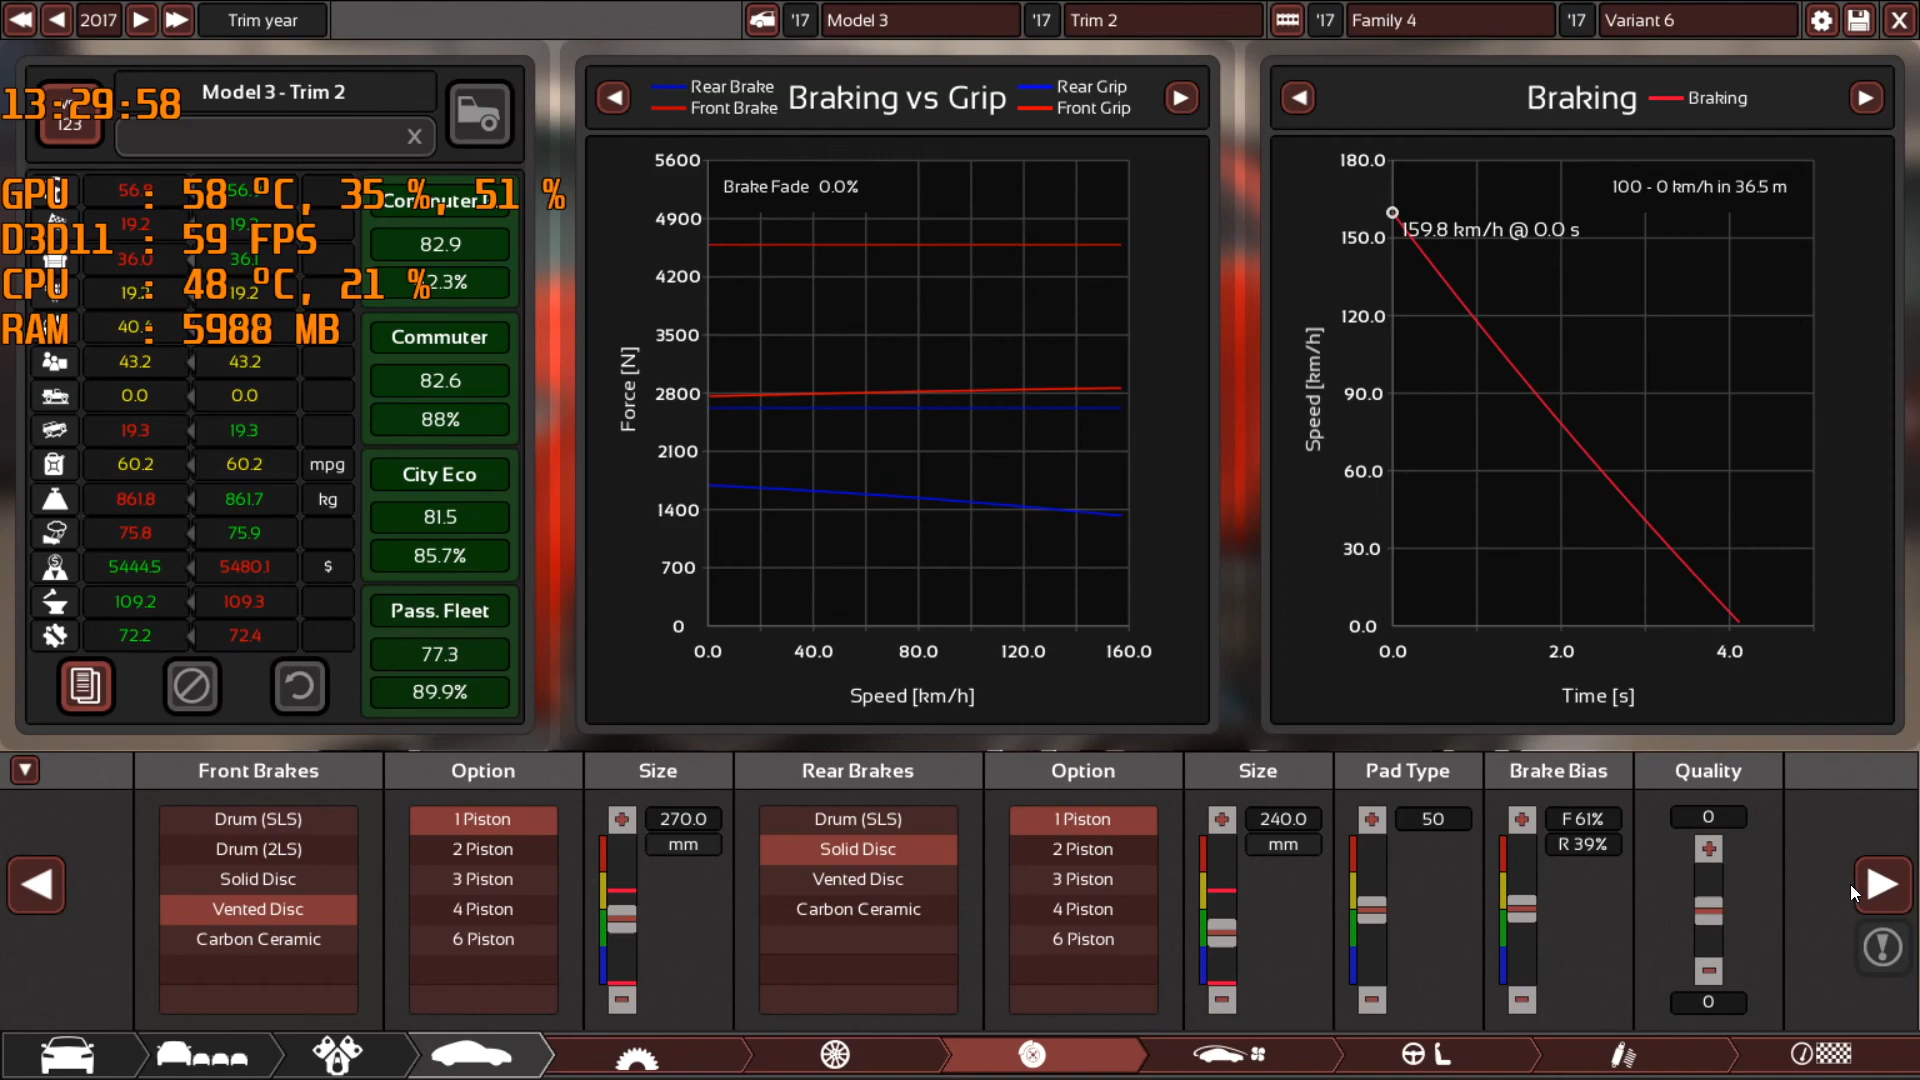 2017
Trim year
'17
Model 3
'17
Trim 2
'17
Family 4
'17
Variant 6
X
13:29:58
123
Model 3 - Trim 2
X
GPU : 58 °C, 35 %, 51 %
D3D11 : 59 FPS
CPU : 48 °C, 21 %
RAM : 5988 MB
56.8
19.2
36.0
19.2
19.2
43.2 43.2
0.0 0.0
19.3 19.3
60.2 60.2 mpg
861.8 861.7 kg
75.8 75.9
5444.5 5480.1 $
109.2 109.3
72.2 72.4
82.9
Commuter
82.6
88%
City Eco
81.5
85.7%
Pass. Fleet
77.3
89.9%
Rear Brake
Front Brake
Braking vs Grip
Rear Grip
Front Grip
Brake Fade 0.0%
5600
4900
4200
3500
2800
2100
1400
700
0
Force [N]
0.0 40.0 80.0 120.0 160.0
Speed [km/h]
Braking
Braking
100 - 0 km/h in 36.5 m
159.8 km/h @ 0.0 s
180.0
150.0
120.0
90.0
60.0
30.0
0.0
Speed [km/h]
0.0 2.0 4.0
Time [s]
Front Brakes
Drum (SLS)
Drum (2LS)
Solid Disc
Vented Disc
Carbon Ceramic
Option
1 Piston
2 Piston
3 Piston
4 Piston
6 Piston
Size
270.0
mm
Rear Brakes
Drum (SLS)
Solid Disc
Vented Disc
Carbon Ceramic
Option
1 Piston
2 Piston
3 Piston
4 Piston
6 Piston
Size
240.0
mm
Pad Type
50
Brake Bias
F 61%
R 39%
Quality
0
0